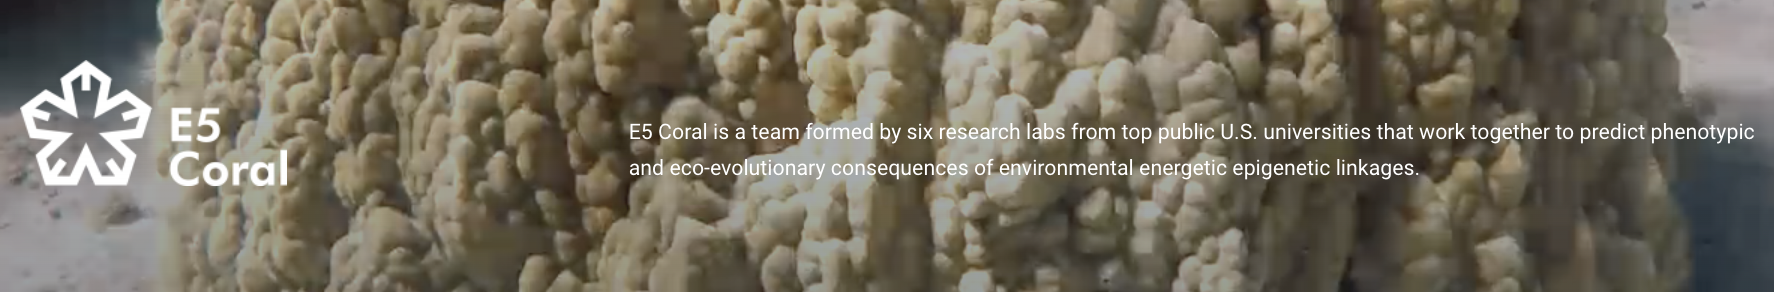 E5
Coral
E5 Coral is a team formed by six research labs from top public U.S. universities that work together to predict phenotypic
and eco-evolutionary consequences of environmental energetic epigenetic linkages.